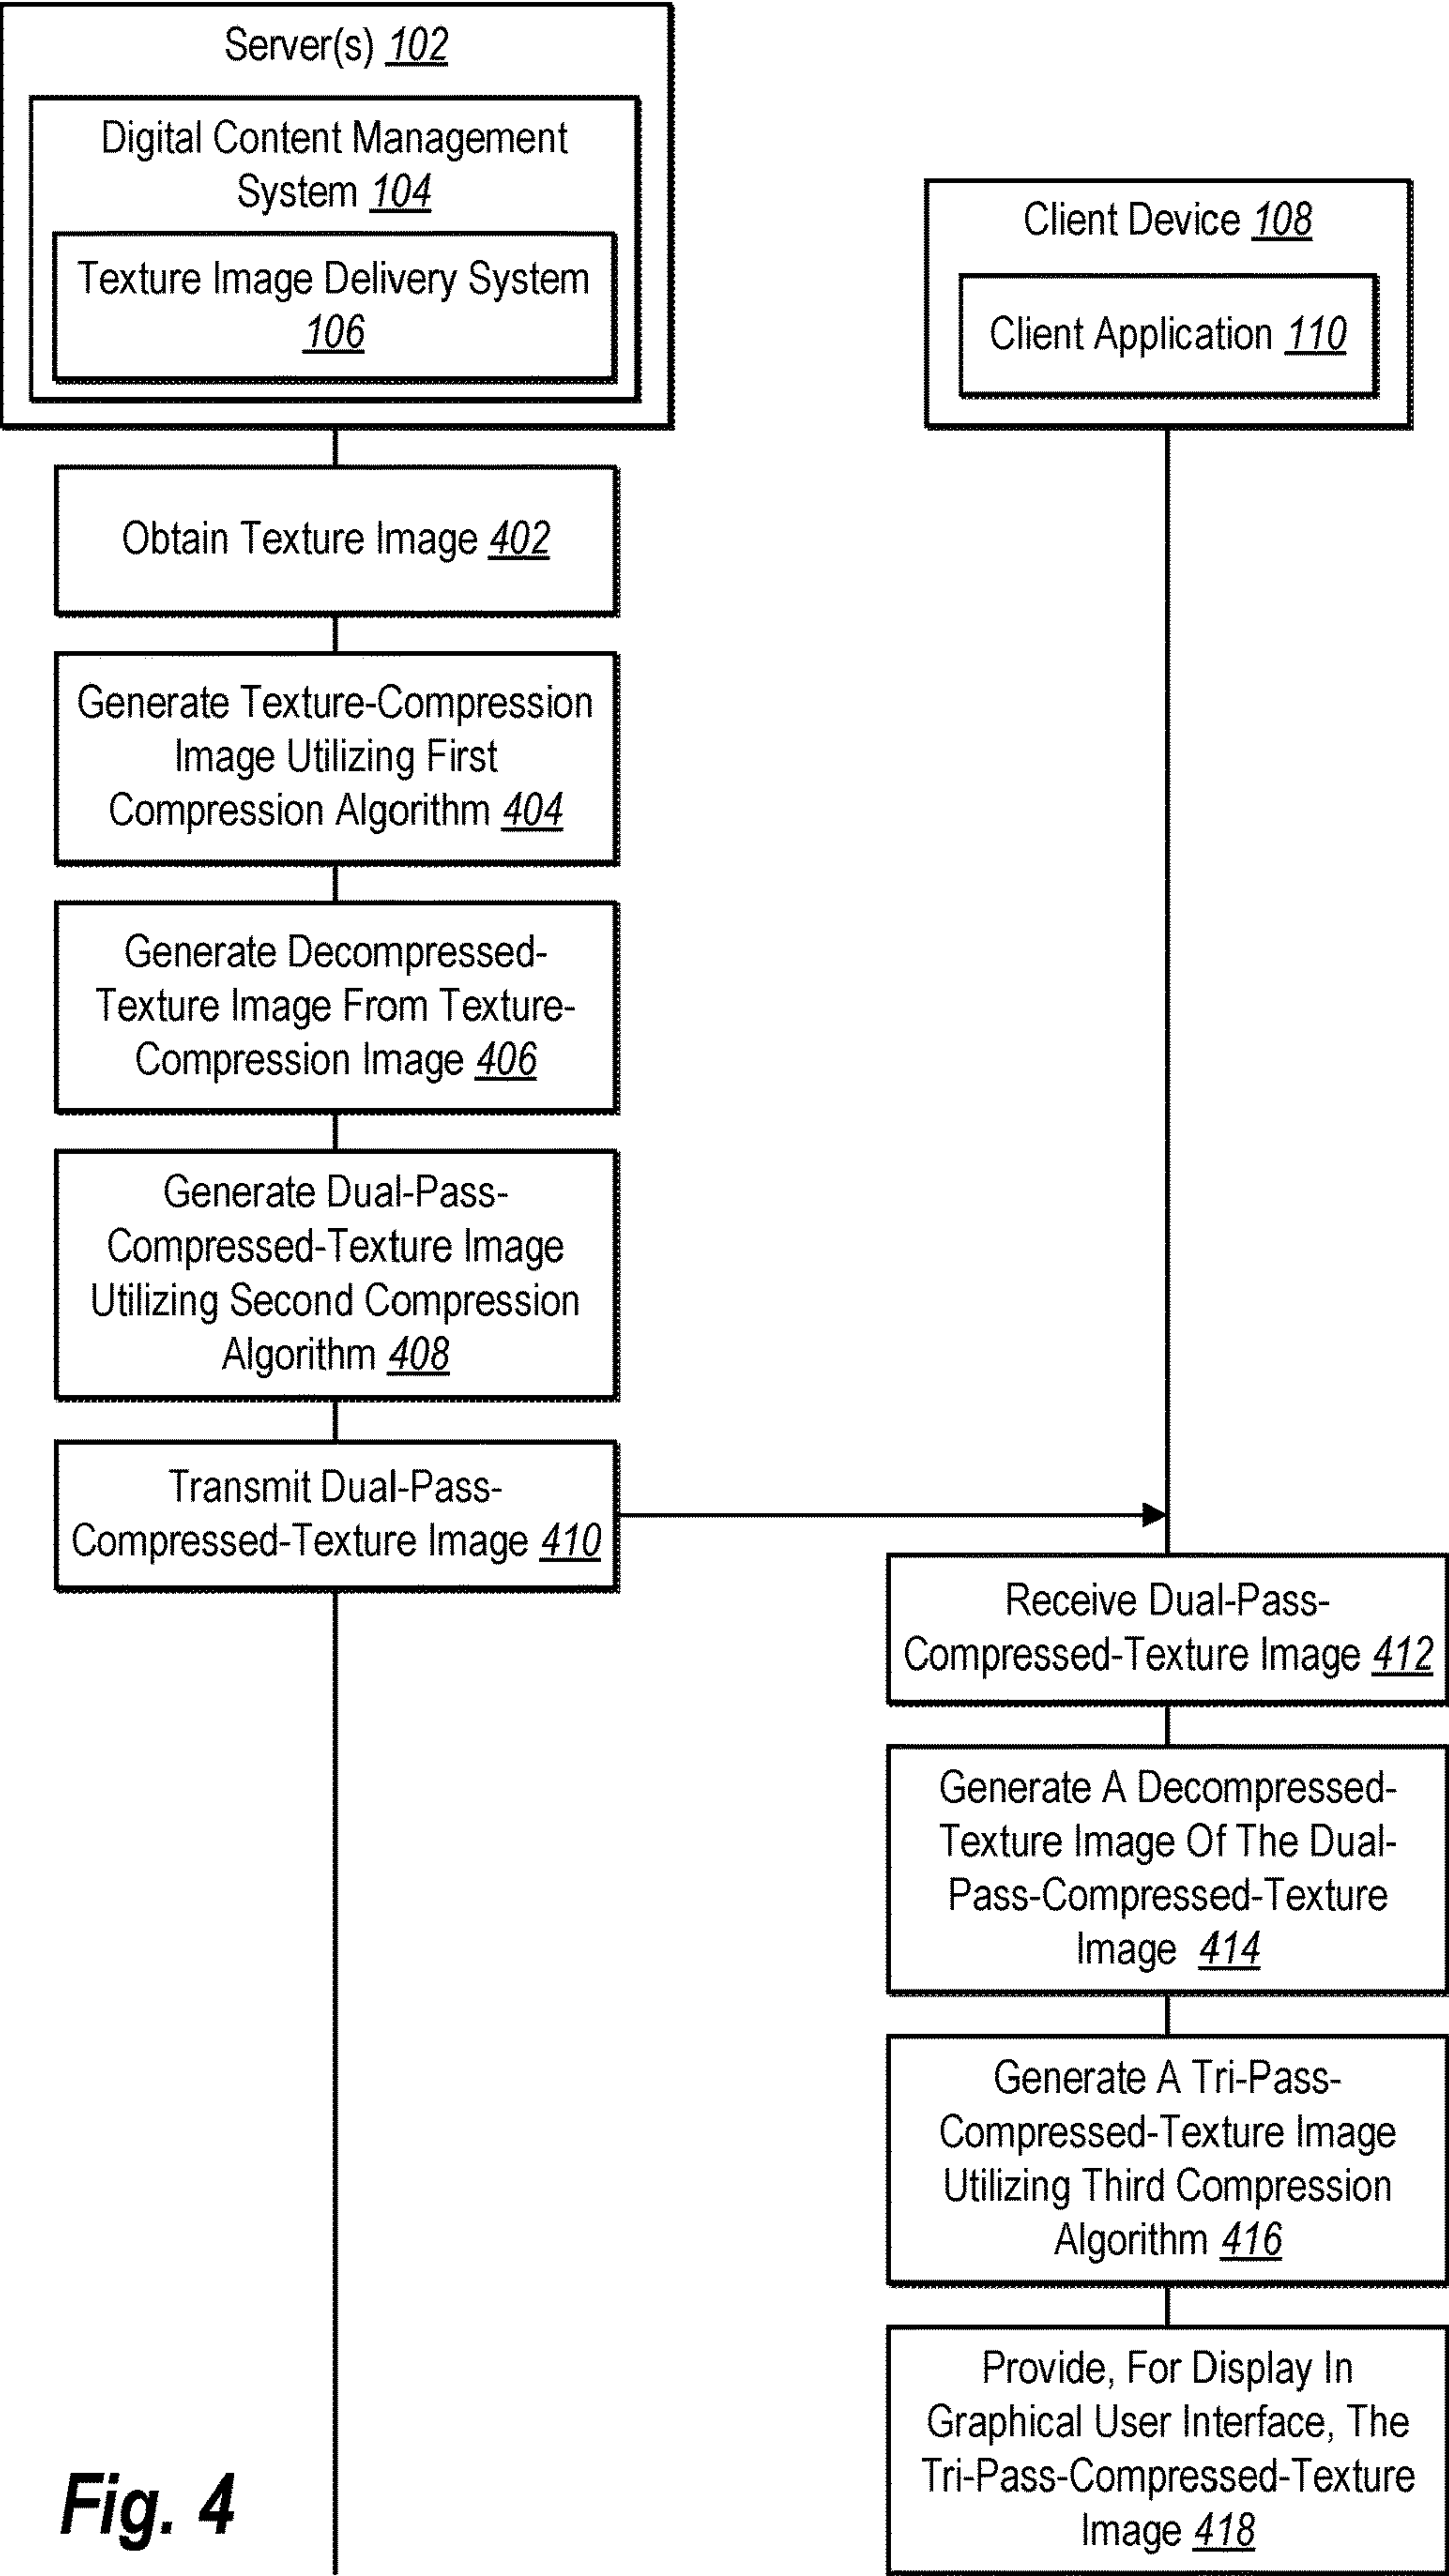 Server(s) 102
Digital Content Management
System 104
Texture Image Delivery System
106
Client Device 108
Client Application 110
Obtain Texture Image 402
Generate Texture-Compression
Image Utilizing First
Compression Algorithm 404
Generate Decompressed-
Texture Image From Texture-
Compression Image 406
Generate Dual-Pass-
Compressed-Texture Image
Utilizing Second Compression
Algorithm 408
Transmit Dual-Pass-
Compressed-Texture Image 410
Receive Dual-Pass-
Compressed-Texture Image 412
Generate A Decompressed-
Texture Image Of The Dual-
Pass-Compressed-Texture
Image 414
Generate A Tri-Pass-
Compressed-Texture Image
Utilizing Third Compression
Algorithm 416
Provide, For Display In
Graphical User Interface, The
Tri-Pass-Compressed-Texture
Image 418
Fig. 4